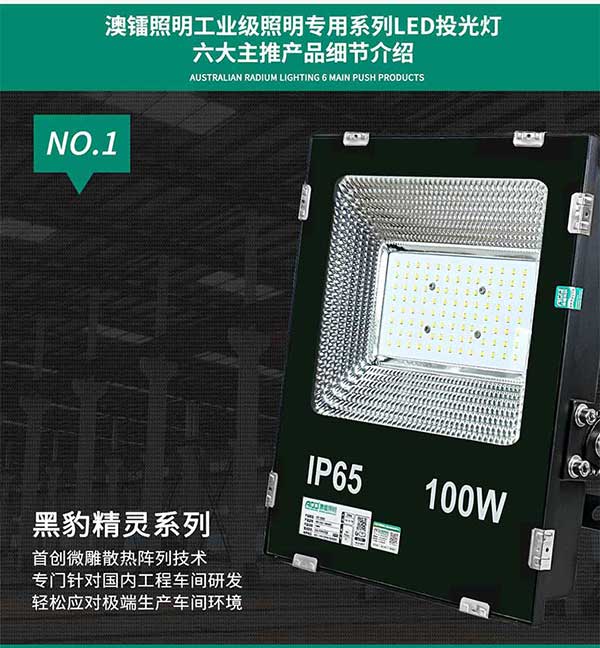 澳镭照明工业级照明专用系列LED投光灯
六大主推产品细节介绍
AUSTRALIAN RADIUM LIGHTING 6 MAIN PUSH PRODUCTS
NO.1
IP65
100W
黑豹精灵系列
首创微雕散热阵列技术
专门针对国内工程车间研发
轻松应对极端生产车间环境